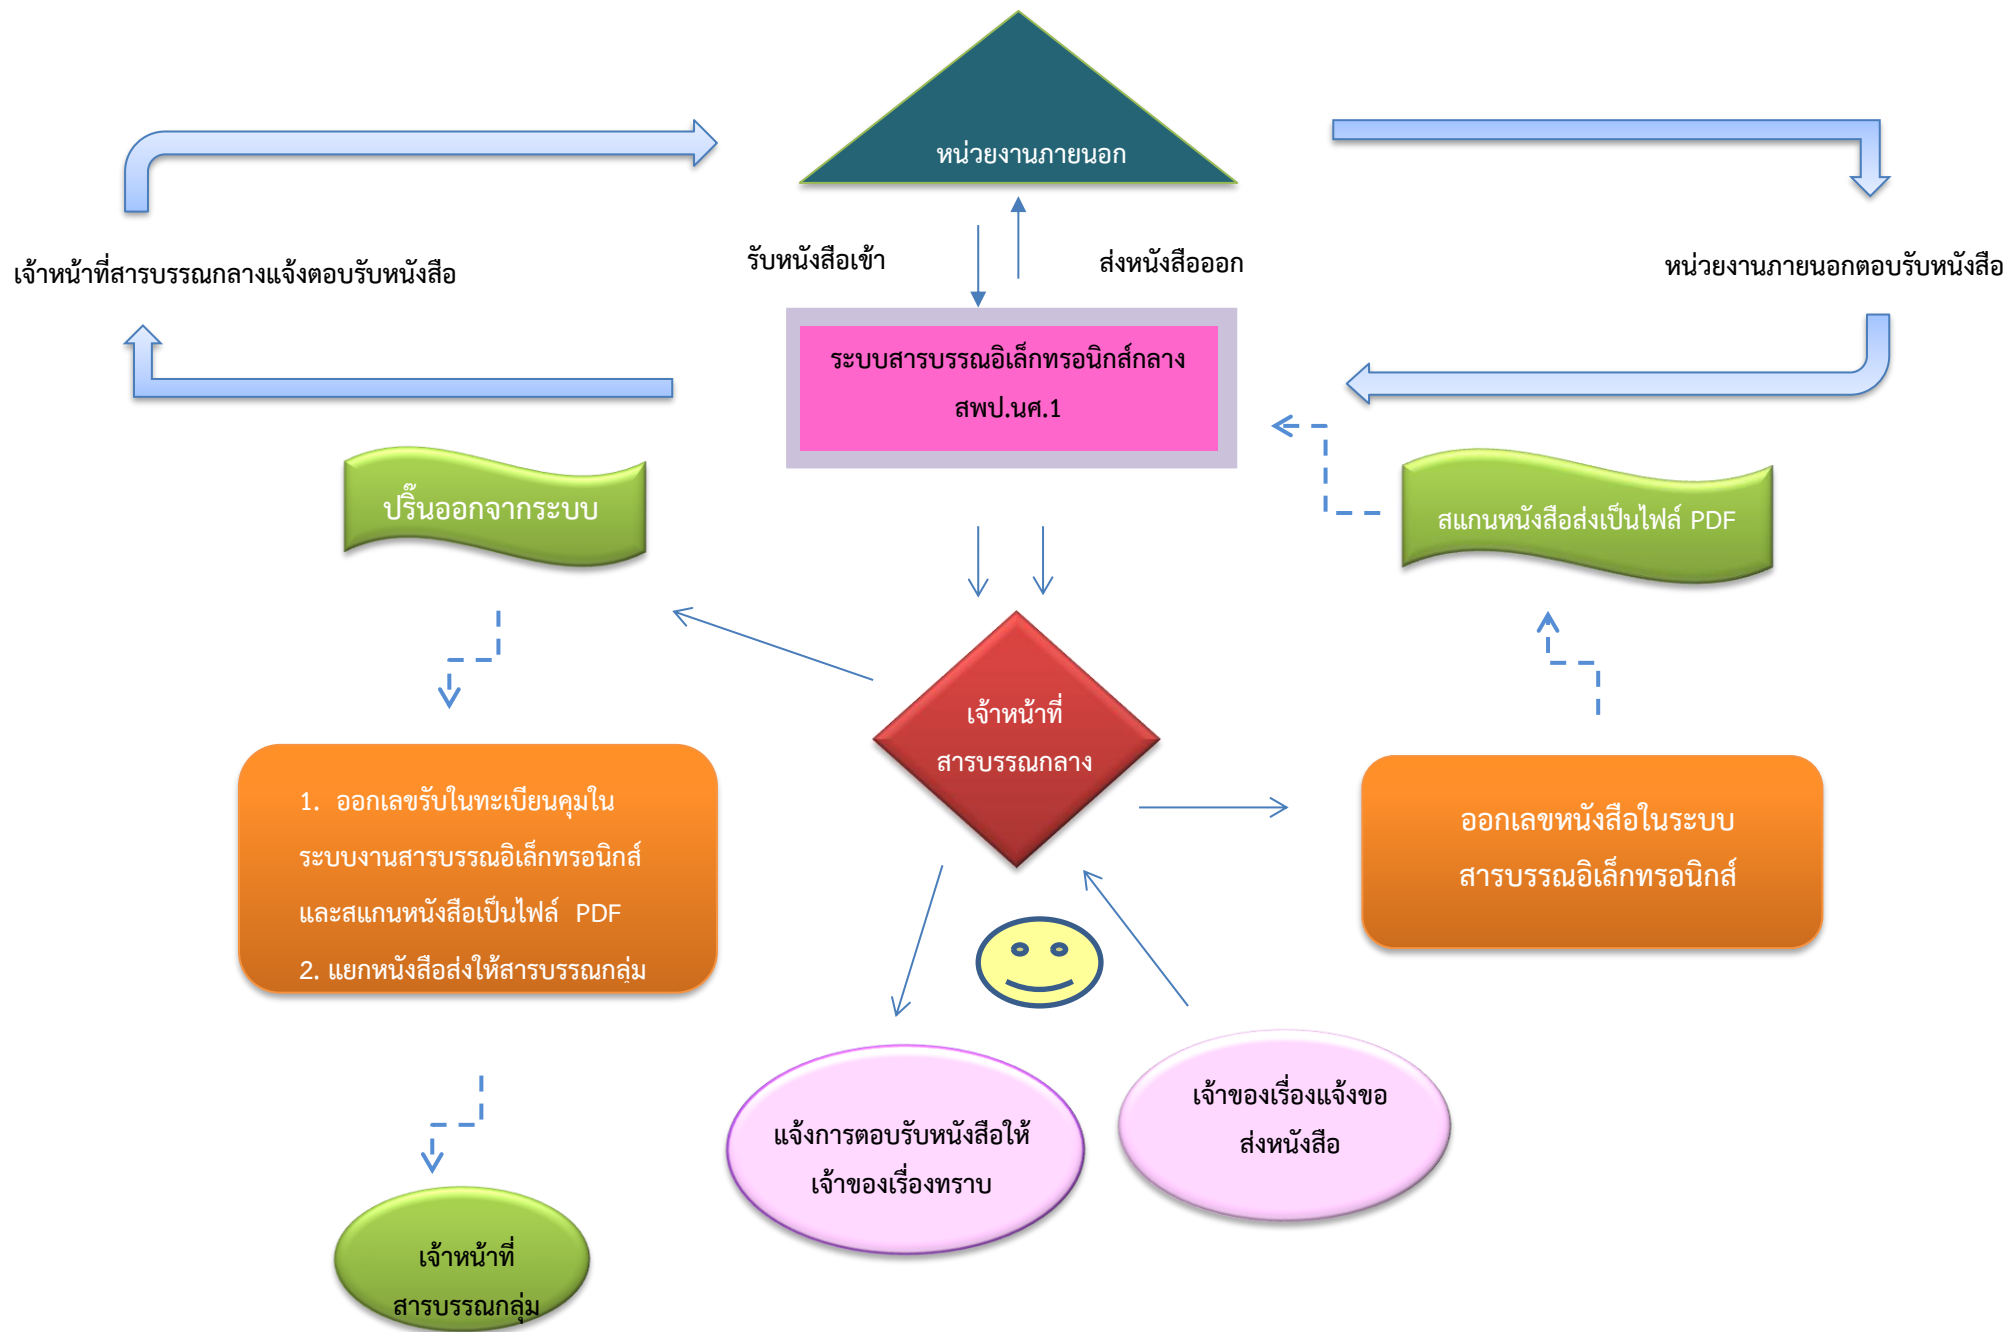 หน่วยงานภายนอก
รับหนังสือเข้า
ส่งหนังสือออก
เจ้าหน้าที่สารบรรณกลางแจ้งตอบรับหนังสือ
หน่วยงานภายนอกตอบรับหนังสือ
ระบบสารบรรณอิเล็กทรอนิกส์กลาง
สพป.นศ.1
ปริ๊นออกจากระบบ
สแกนหนังสือส่งเป็นไฟล์ PDF
เจ้าหน้าที่
สารบรรณกลาง
1. ออกเลขรับในทะเบียนคุมใน
ระบบงานสารบรรณอิเล็กทรอนิกส์
และสแกนหนังสือเป็นไฟล์ PDF
2. แยกหนังสือส่งให้สารบรรณกลุ่ม
ออกเลขหนังสือในระบบ
สารบรรณอิเล็กทรอนิกส์
แจ้งการตอบรับหนังสือให้
เจ้าของเรื่องทราบ
เจ้าของเรื่องแจ้งขอ
ส่งหนังสือ
เจ้าหน้าที่
สารบรรณกลุ่ม